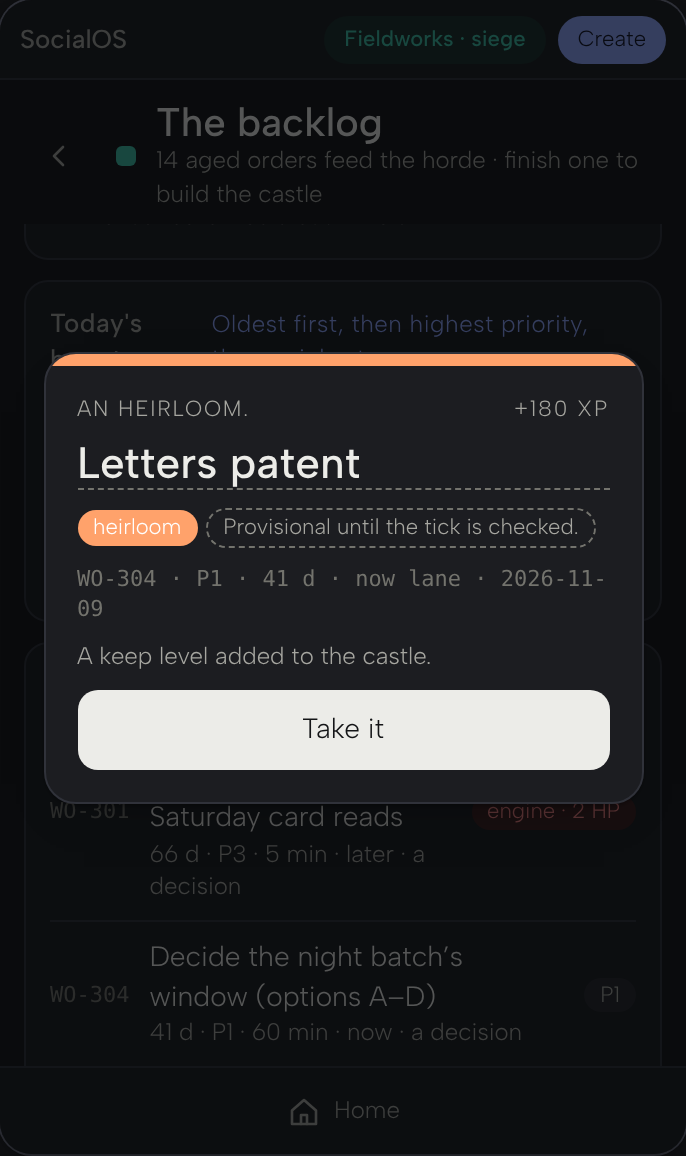 SocialOS
Fieldworks · siege
Create
The backlog
14 aged orders feed the horde · finish one to
build the castle
Today's
Oldest first, then highest priority,
AN HEIRLOOM.
+180 XP
Letters patent
heirloom
Provisional until the tick is checked.
WO-304 · P1 · 41 d · now lane · 2026-11-
09
A keep level added to the castle.
Take it
WO-301
Saturday card reads
engine · 2 HP
66 d · P3 · 5 min · later · a
decision
Decide the night batch’s
window (options A–D)
WO-304
P1
41 d · P1 · 60 min · now · a decision
Home